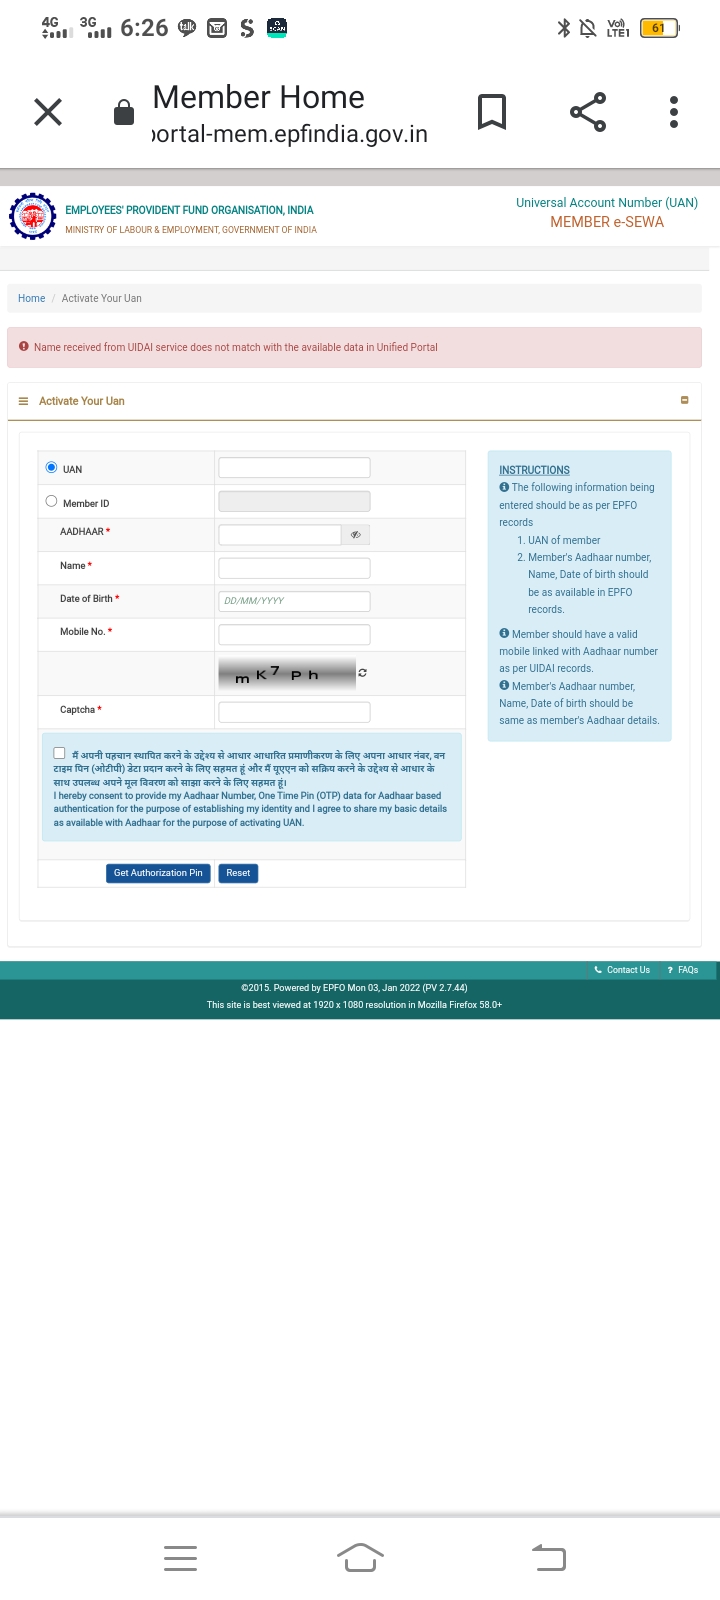 4G 3G 6:26 talk SCAN Vo) LTE1 61
Member Home
ortal-mem.epfindia.gov.in
EMPLOYEES' PROVIDENT FUND ORGANISATION, INDIA
MINISTRY OF LABOUR & EMPLOYMENT, GOVERNMENT OF INDIA
Universal Account Number (UAN)
MEMBER e-SEWA
Home / Activate Your Uan
Name received from UIDAI service does not match with the available data in Unified Portal
Activate Your Uan
UAN
Member ID
AADHAAR *
Name *
Date of Birth * DD/MM/YYYY
Mobile No. *
m K 7 P h
Captcha *
मैं अपनी पहचान स्थापित करने के उद्देश्य से आधार आधारित प्रमाणीकरण के लिए अपना आधार नंबर, वन
टाइम पिन (ओटीपी) डेटा प्रदान करने के लिए सहमत हूं और मैं यूएएन को सक्रिय करने के उद्देश्य से आधार के
साथ उपलब्ध अपने मूल विवरण को साझा करने के लिए सहमत हूं।
I hereby consent to provide my Aadhaar Number, One Time Pin (OTP) data for Aadhaar based
authentication for the purpose of establishing my identity and I agree to share my basic details
as available with Aadhaar for the purpose of activating UAN.
Get Authorization Pin Reset
INSTRUCTIONS
The following information being
entered should be as per EPFO
records
1. UAN of member
2. Member's Aadhaar number,
Name, Date of birth should
be as available in EPFO
records.
Member should have a valid
mobile linked with Aadhaar number
as per UIDAI records.
Member's Aadhaar number,
Name, Date of birth should be
same as member's Aadhaar details.
Contact Us ? FAQs
©2015. Powered by EPFO Mon 03, Jan 2022 (PV 2.7.44)
This site is best viewed at 1920 x 1080 resolution in Mozilla Firefox 58.0+